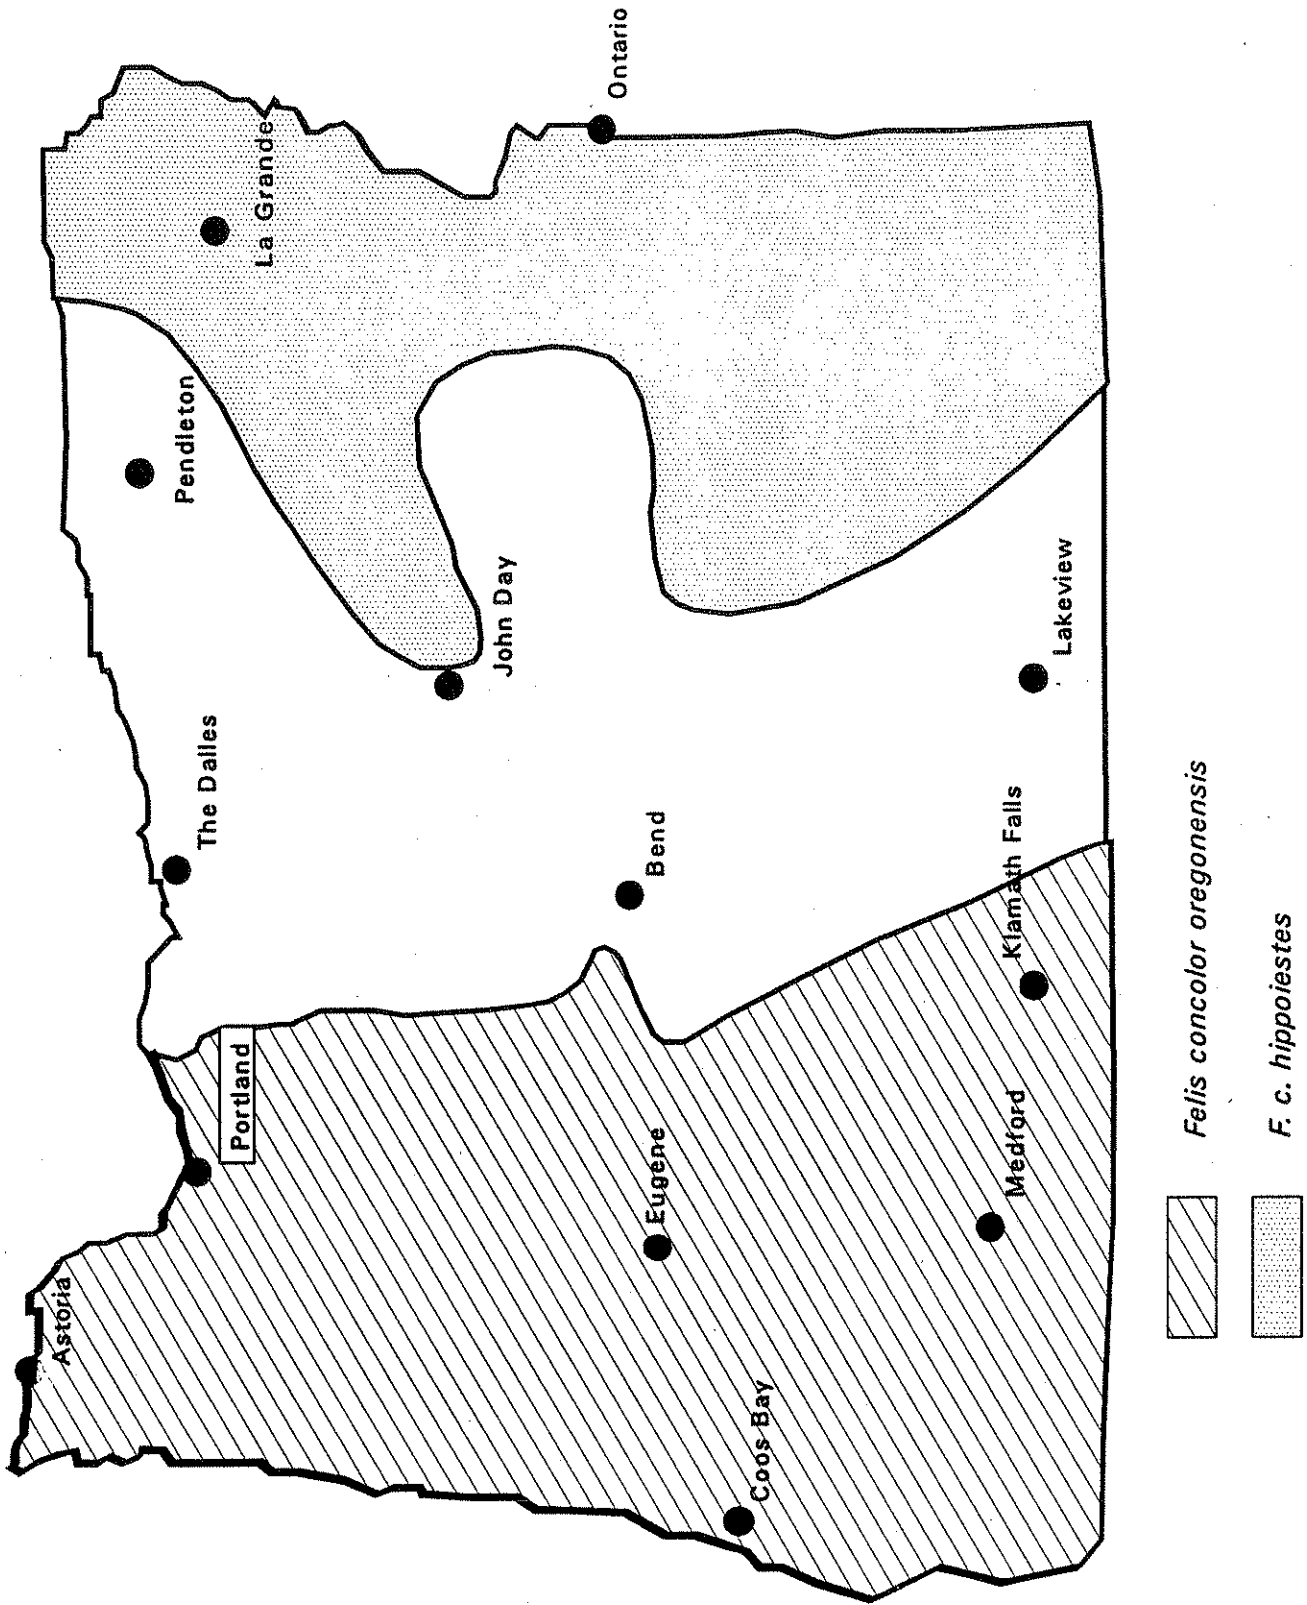 Astoria
Portland
The Dalles
Pendleton
La Grande
John Day
Ontario
Bend
Eugene
Coos Bay
Medford
Klamath Falls
Lakeview
Felis concolor oregonensis
F. c. hippoiestes